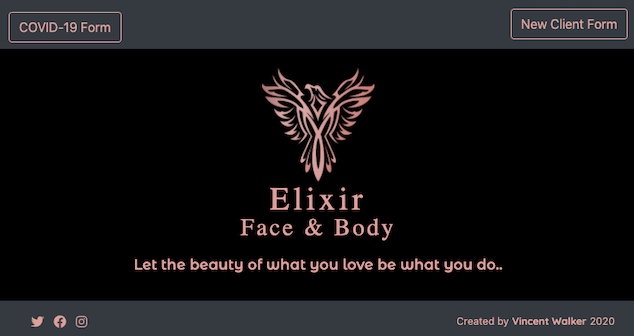 COVID-19 Form
New Client Form
Elixir
Face & Body
Let the beauty of what you love be what you do..
Created by Vincent Walker 2020